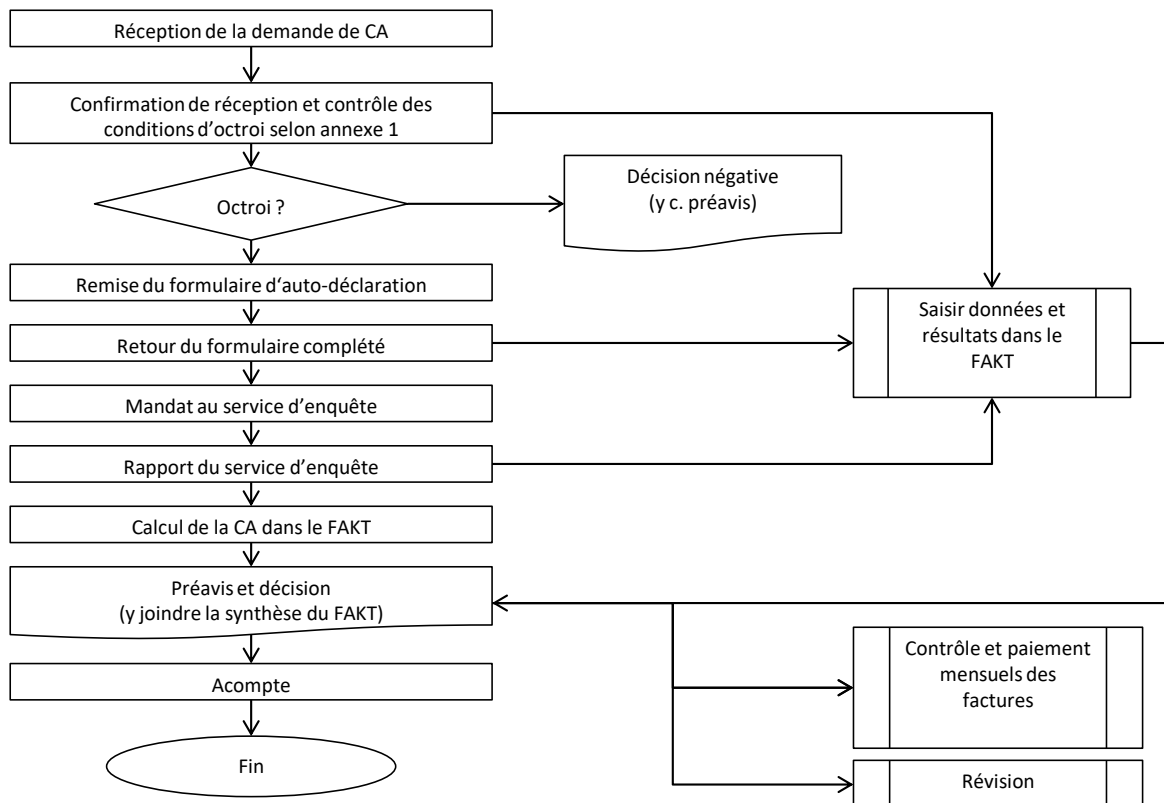 Réception de la demande de CA
Confirmation de réception et contrôle des
conditions d'octroi selon annexe 1
Octroi ?
Décision négative
(y c. préavis)
Remise du formulaire d‘auto-déclaration
Retour du formulaire complété
Saisir données et
résultats dans le
FAKT
Mandat au service d'enquête
Rapport du service d'enquête
Calcul de la CA dans le FAKT
Préavis et décision
(y joindre la synthèse du FAKT)
Acompte
Contrôle et paiement
mensuels des
factures
Fin
Révision